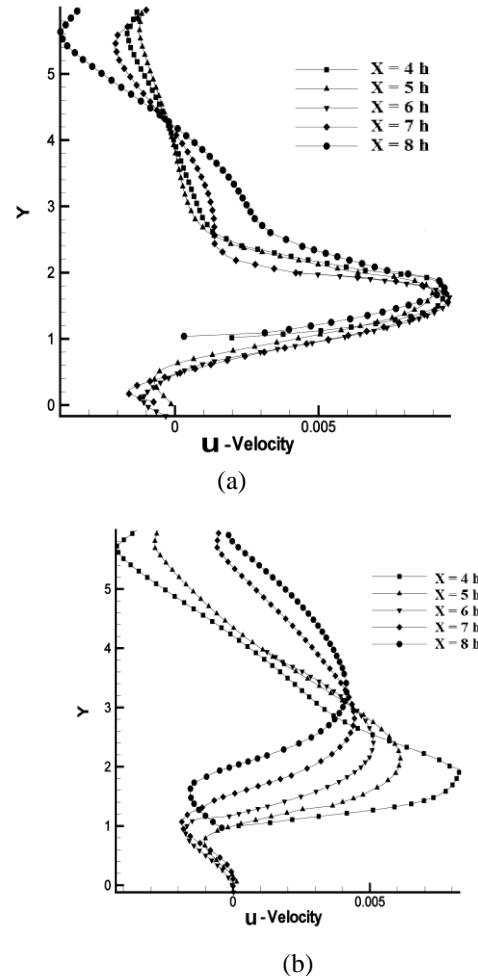 5
4
3
2
1
0
Y
X = 4 h
X = 5 h
X = 6 h
X = 7 h
X = 8 h
0
0.005
u -Velocity
(a)
5
4
3
2
1
0
Y
X = 4 h
X = 5 h
X = 6 h
X = 7 h
X = 8 h
0
0.005
u -Velocity
(b)